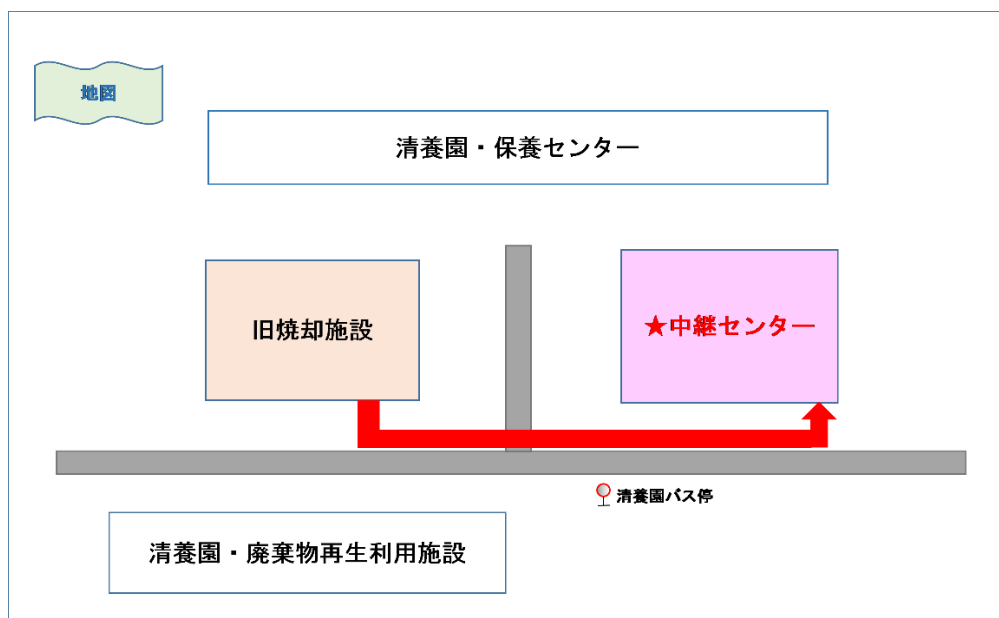 地図
清養園・保養センター
旧焼却施設
★中継センター
清養園バス停
清養園・廃棄物再生利用施設